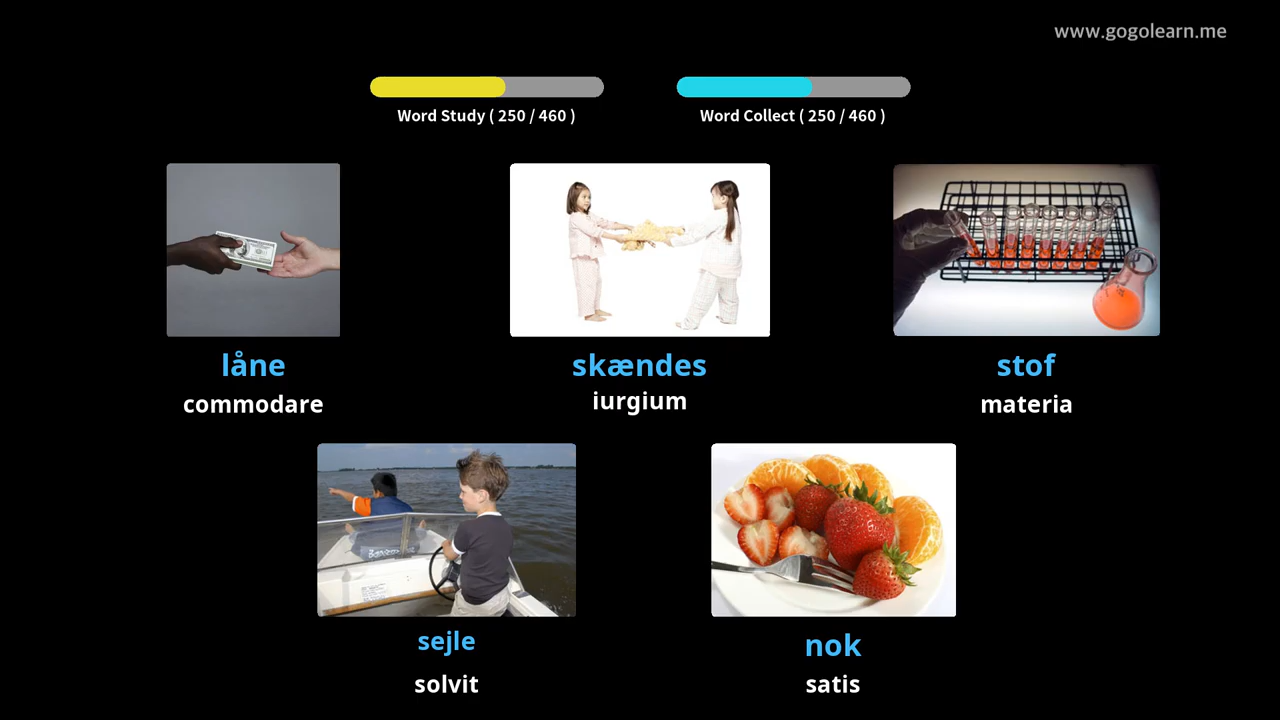 www.gogolearn.me
Word Study ( 250 / 460 )
Word Collect ( 250 / 460 )
låne
commodare
skændes
iurgium
stof
materia
sejle
solvit
nok
satis